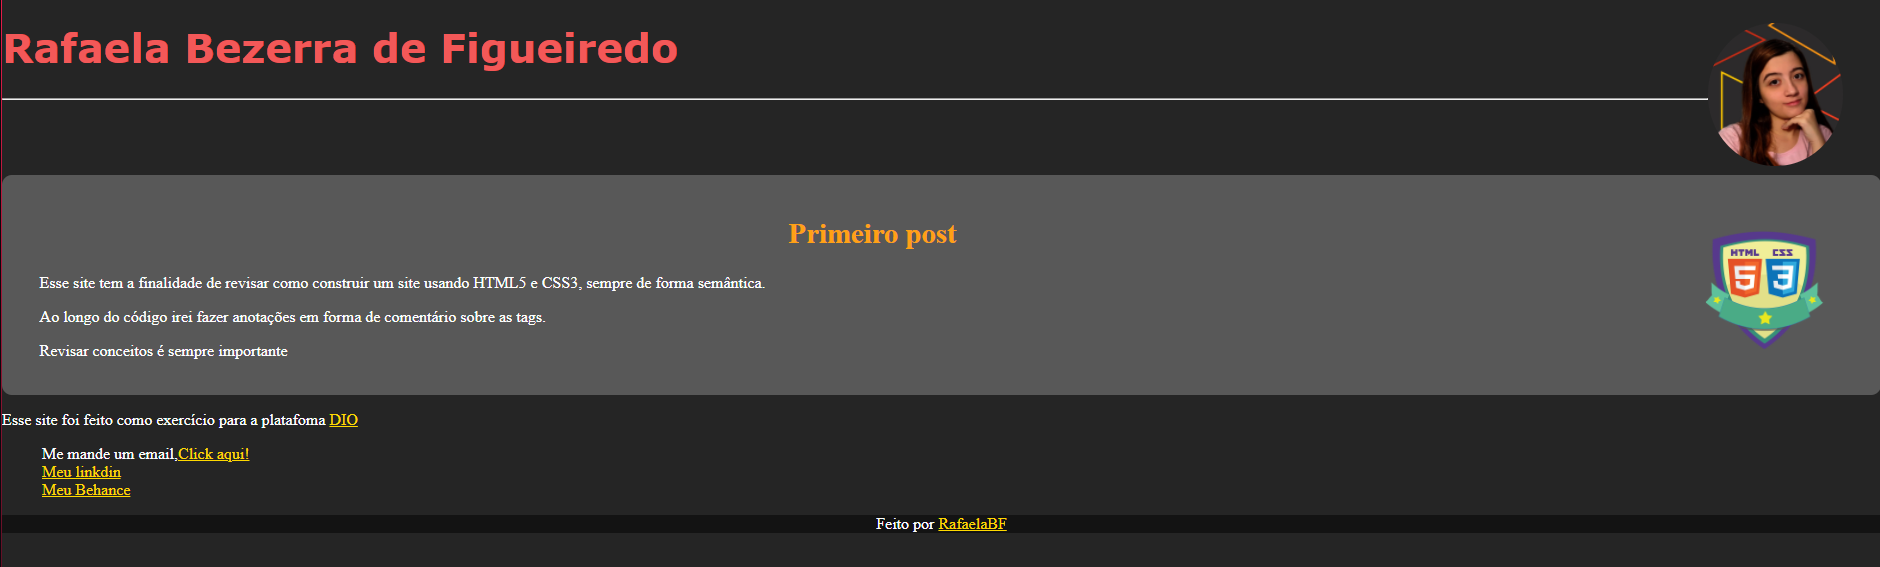 Rafaela Bezerra de Figueiredo
Primeiro post
HTML CSS
5 3
Esse site tem a finalidade de revisar como construir um site usando HTML5 e CSS3, sempre de forma semântica.
Ao longo do código irei fazer anotações em forma de comentário sobre as tags.
Revisar conceitos é sempre importante
Esse site foi feito como exercício para a platafoma DIO
Me mande um email,Click aqui!
Meu linkdin
Meu Behance
Feito por RafaelaBF